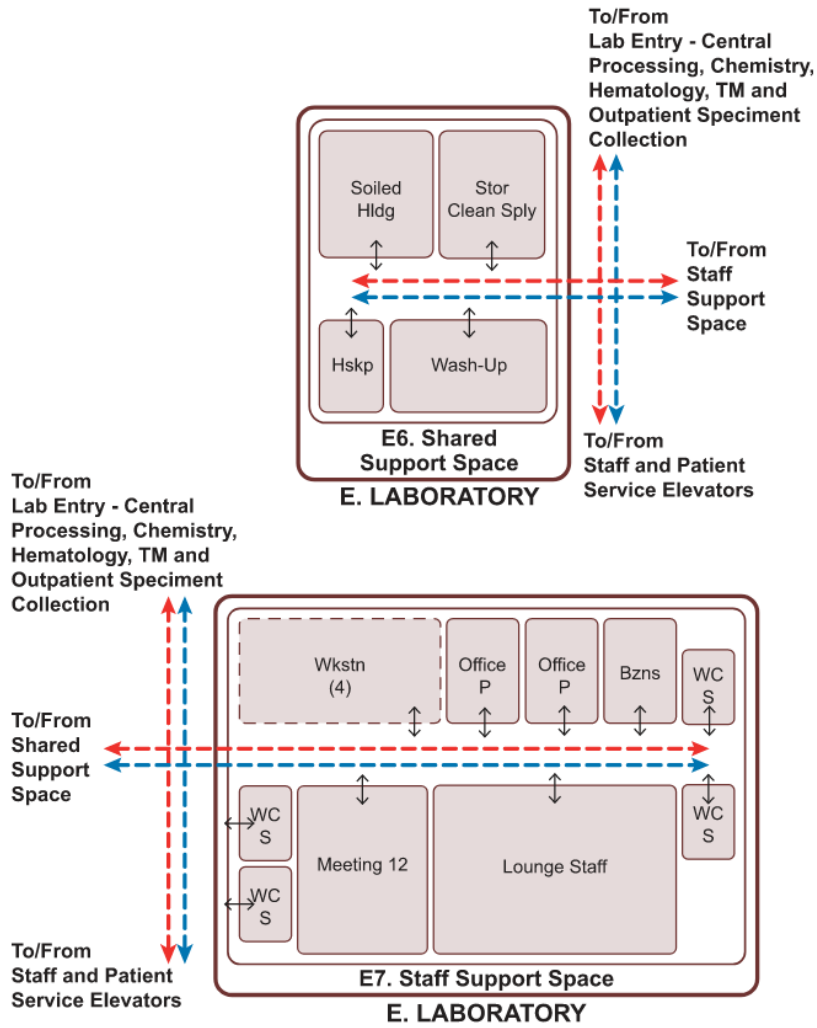 To/From
Lab Entry - Central
Processing, Chemistry,
Hematology, TM and
Outpatient Speciment
Collection
Soiled
Hldg
Stor
Clean Sply
To/From
Staff
Support
Space
Hskp
Wash-Up
E6. Shared
Support Space
E. LABORATORY
To/From
Staff and Patient
Service Elevators
To/From
Lab Entry - Central
Processing, Chemistry,
Hematology, TM and
Outpatient Speciment
Collection
Wkstn
(4)
Office
P
Office
P
Bzns
WC
S
To/From
Shared
Support
Space
WC
S
Meeting 12
Lounge Staff
WC
S
WC
S
To/From
Staff and Patient
Service Elevators
E7. Staff Support Space
E. LABORATORY